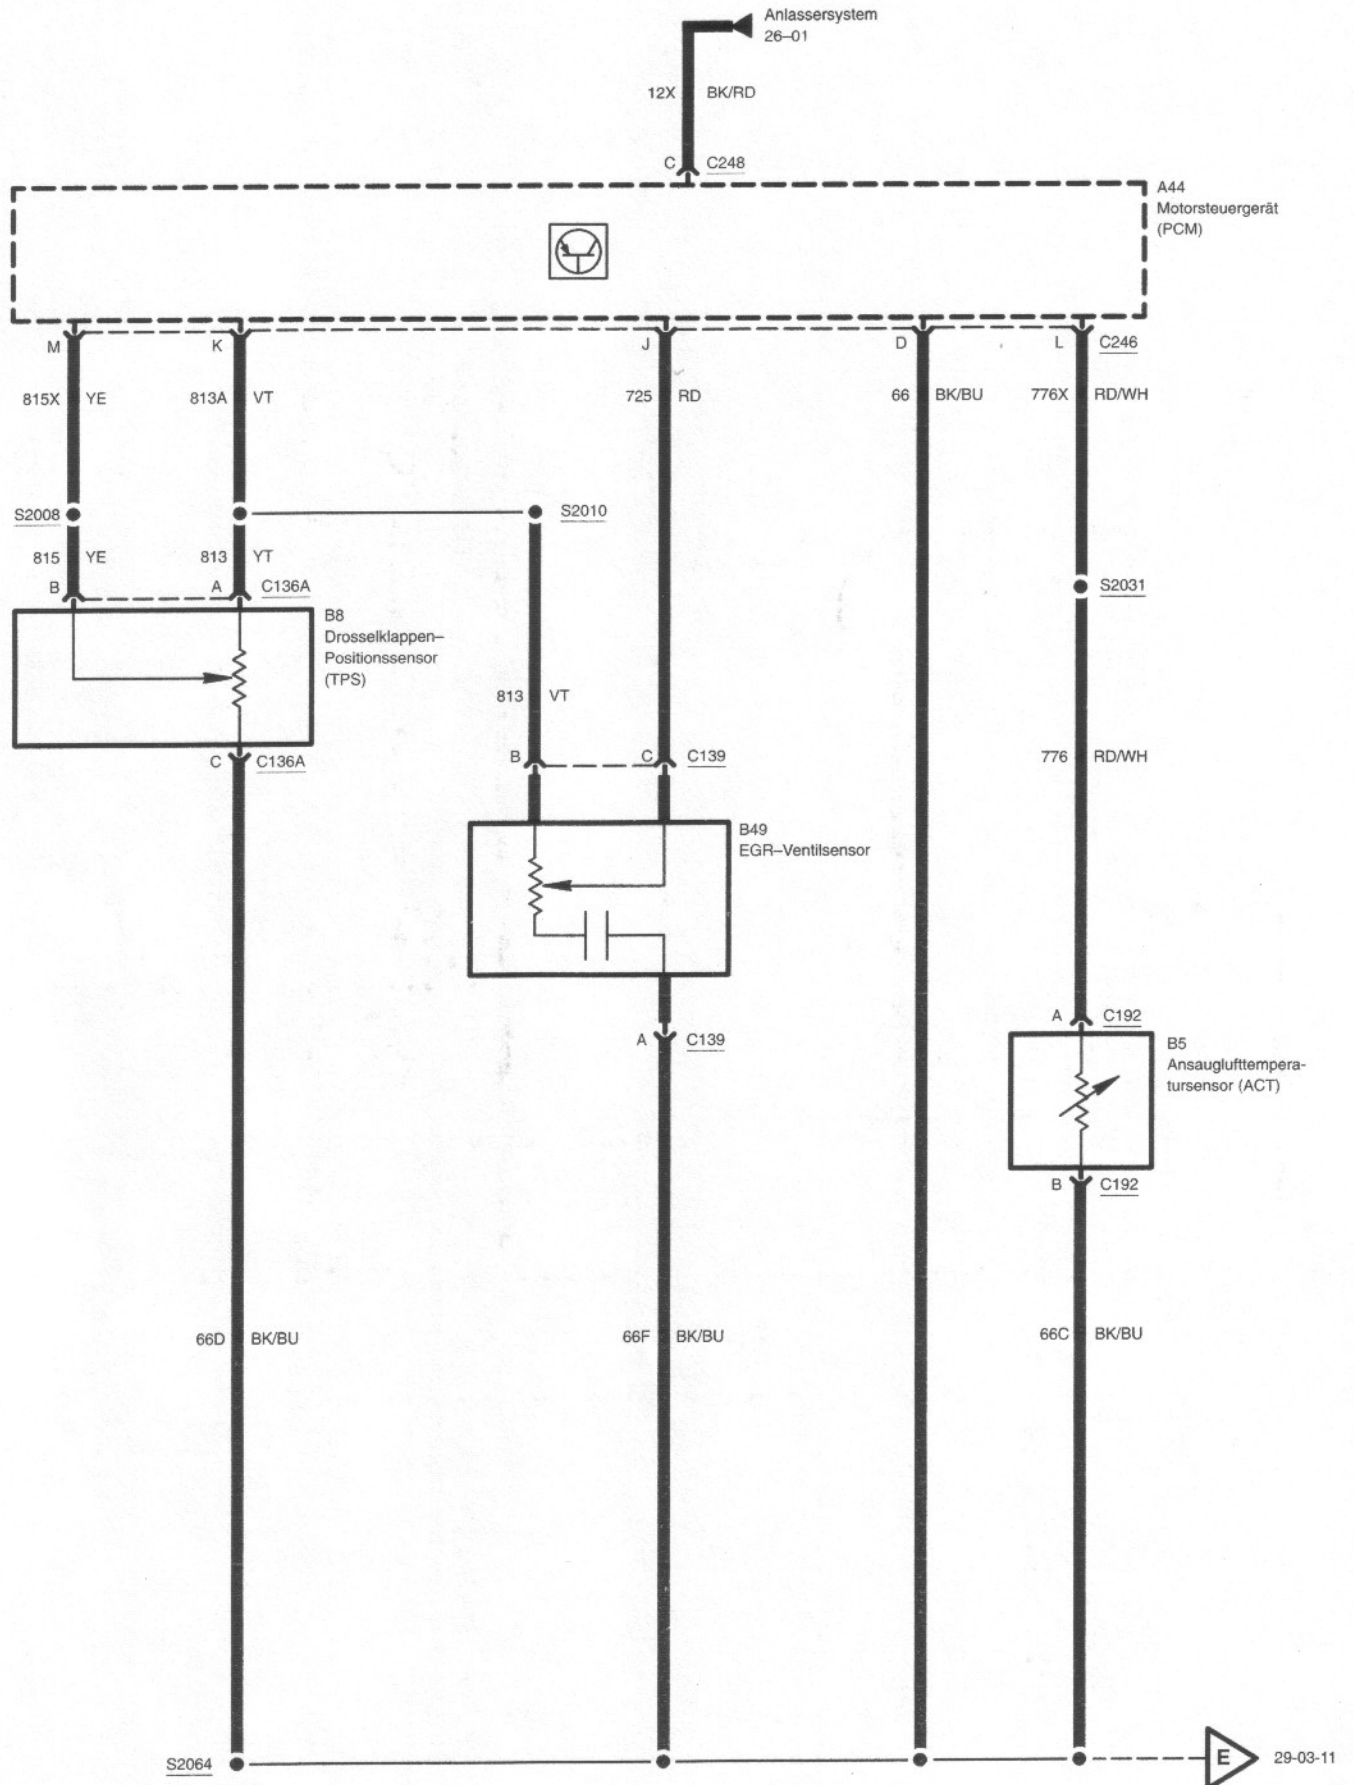 Anlassersystem
26–01
12X BK/RD
C C248
A44
Motorsteuergerät
(PCM)
M K J D L C246
815X YE 813A VT 725 RD 66 BK/BU 776X RD/WH
S2008 S2010
815 YE 813 YT
B A C136A S2031
B8
Drosselklappen–
Positionssensor
(TPS)
813 VT
C C136A B C C139 776 RD/WH
B49
EGR–Ventilsensor
A C192
A C139
B5
Ansauglufttempera-
tursensor (ACT)
B C192
66D BK/BU 66F BK/BU 66C BK/BU
S2064 E 29-03-11